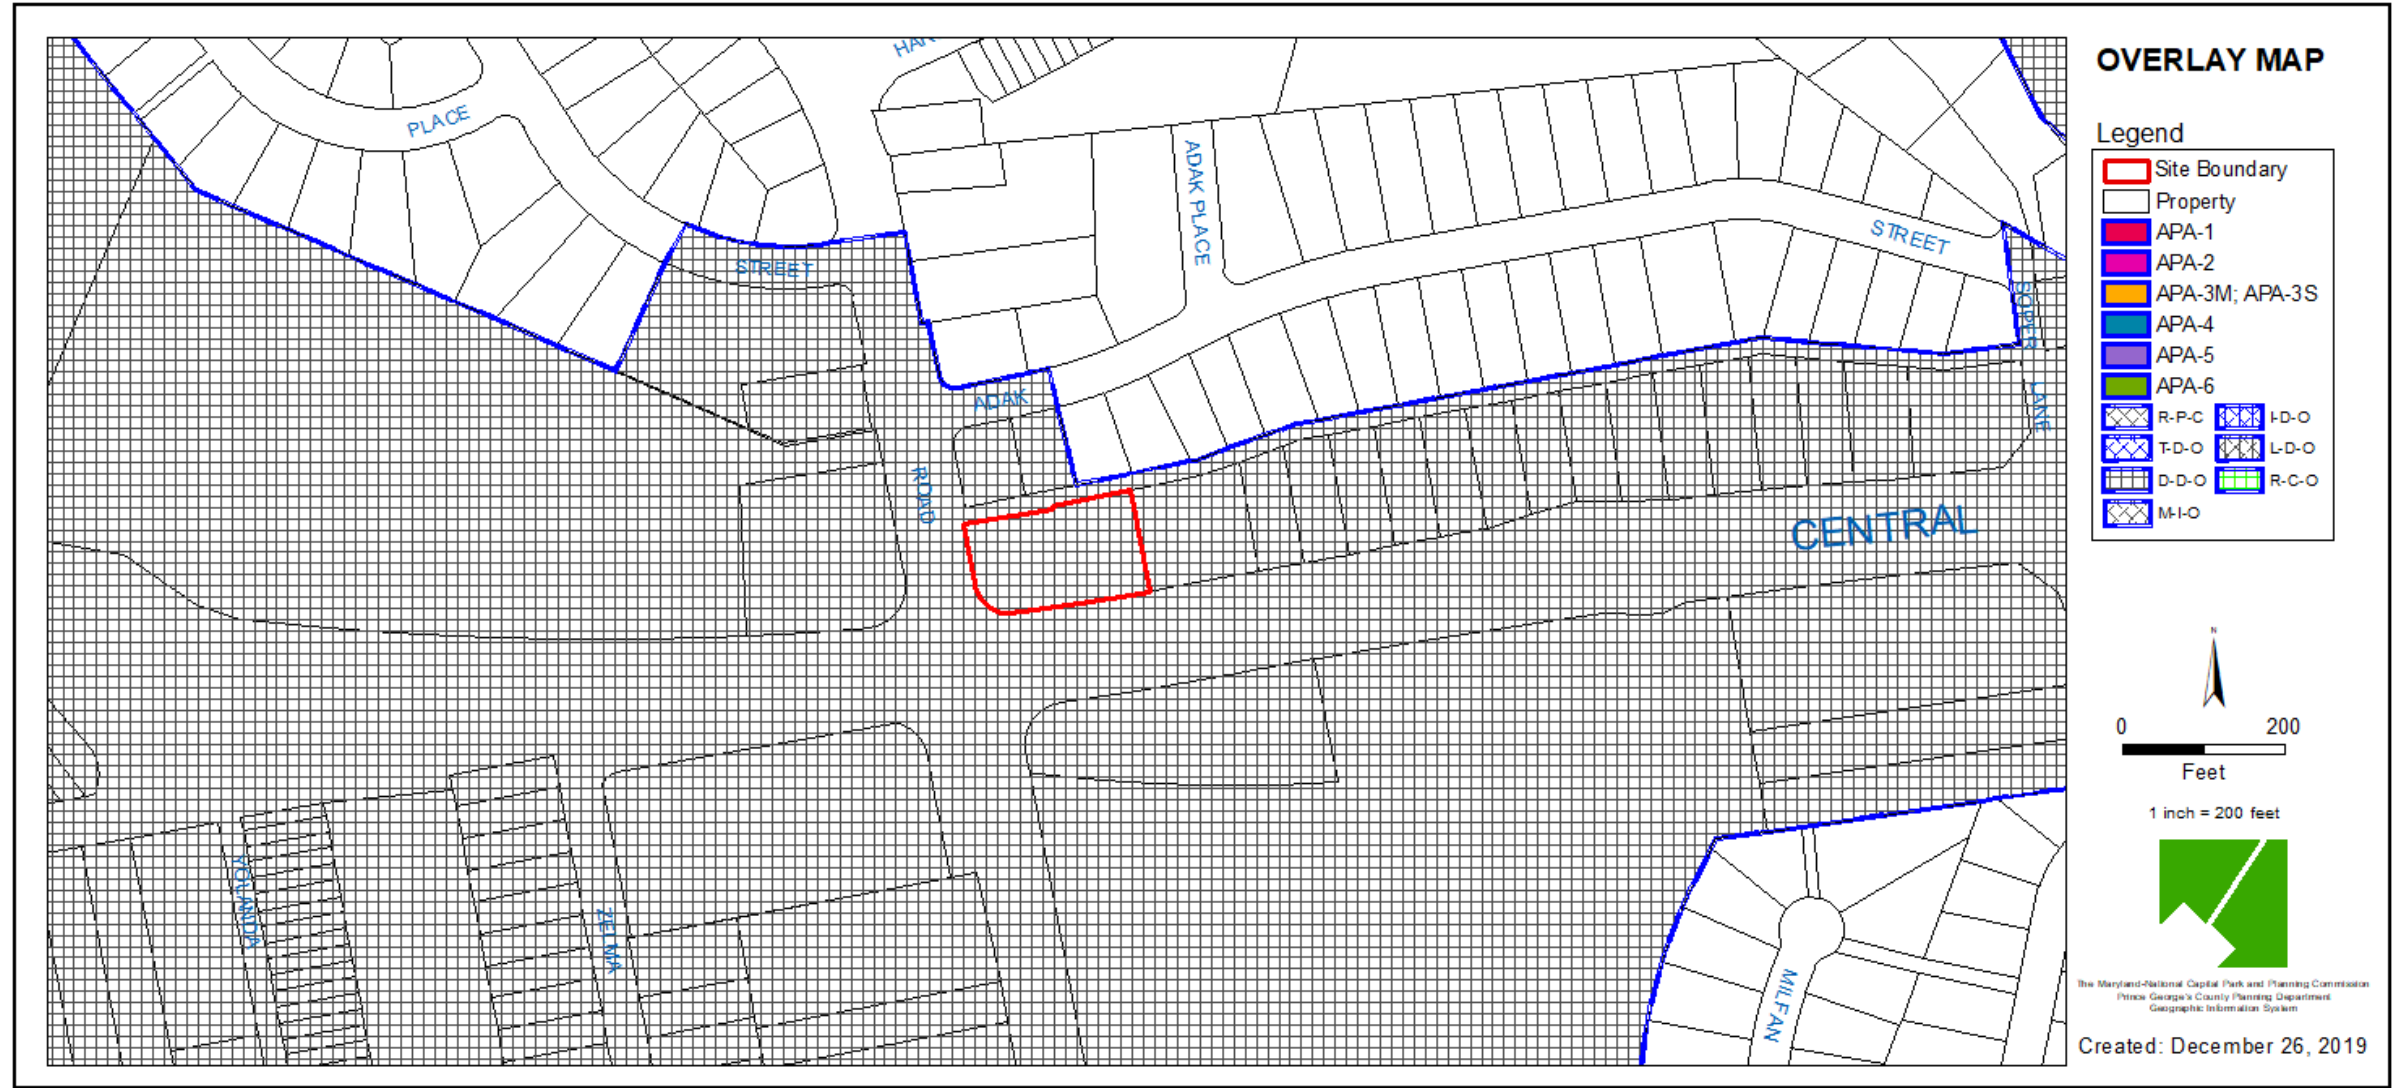 OVERLAY MAP
Legend
Site Boundary
Property
APA-1
APA-2
APA-3M; APA-3S
APA-4
APA-5
APA-6
R-P-C I-D-O
T-D-O L-D-O
D-D-O R-C-O
M-I-O
N
0 200
Feet
1 inch = 200 feet
The Maryland-National Capital Park and Planning Commission
Prince George's County Planning Department
Geographic Information System
Created: December 26, 2019
PLACE
STREET
ADAK PLACE
STREET
ADAK
ROAD
SOPER
LANE
CENTRAL
YOLANDA
ZELMA
MILFAN